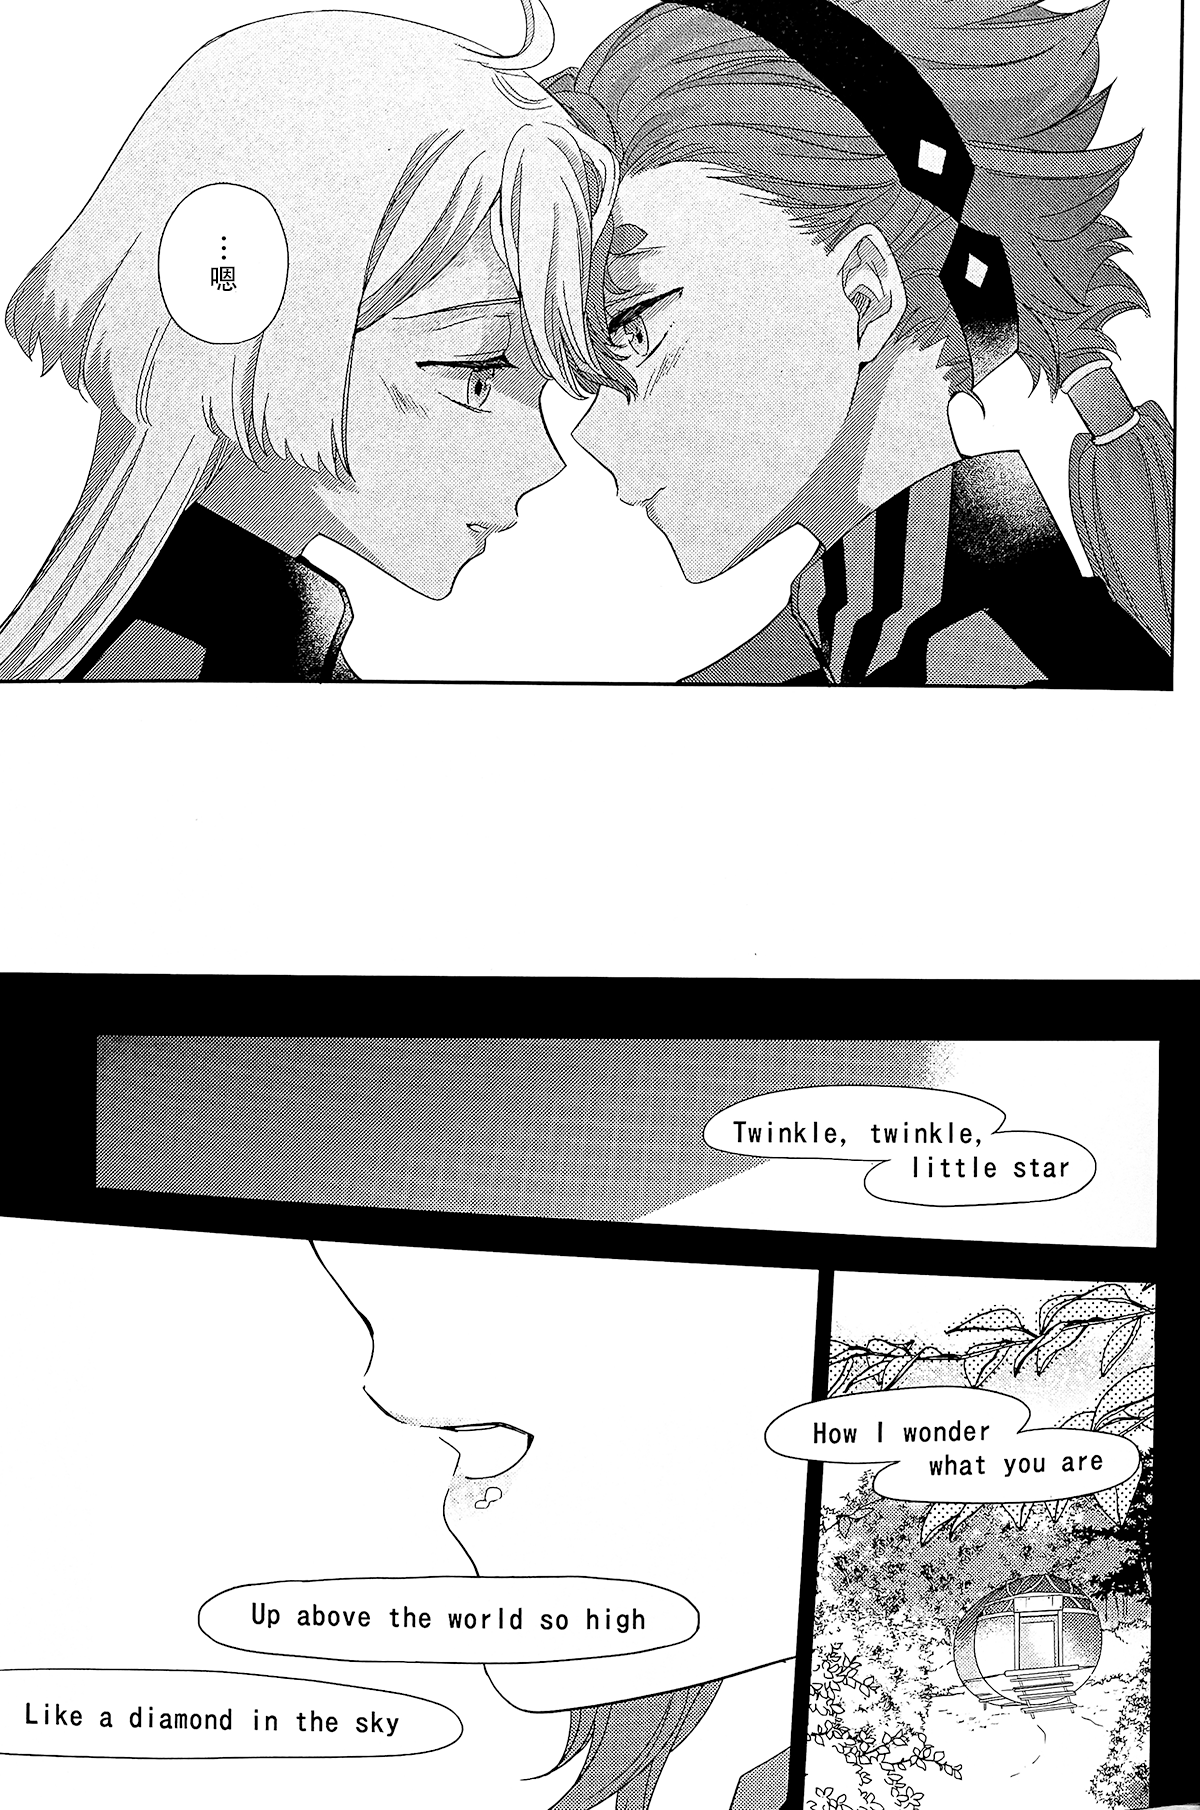 …嗯
Twinkle, twinkle,
little star
How I wonder
what you are
Up above the world so high
Like a diamond in the sky